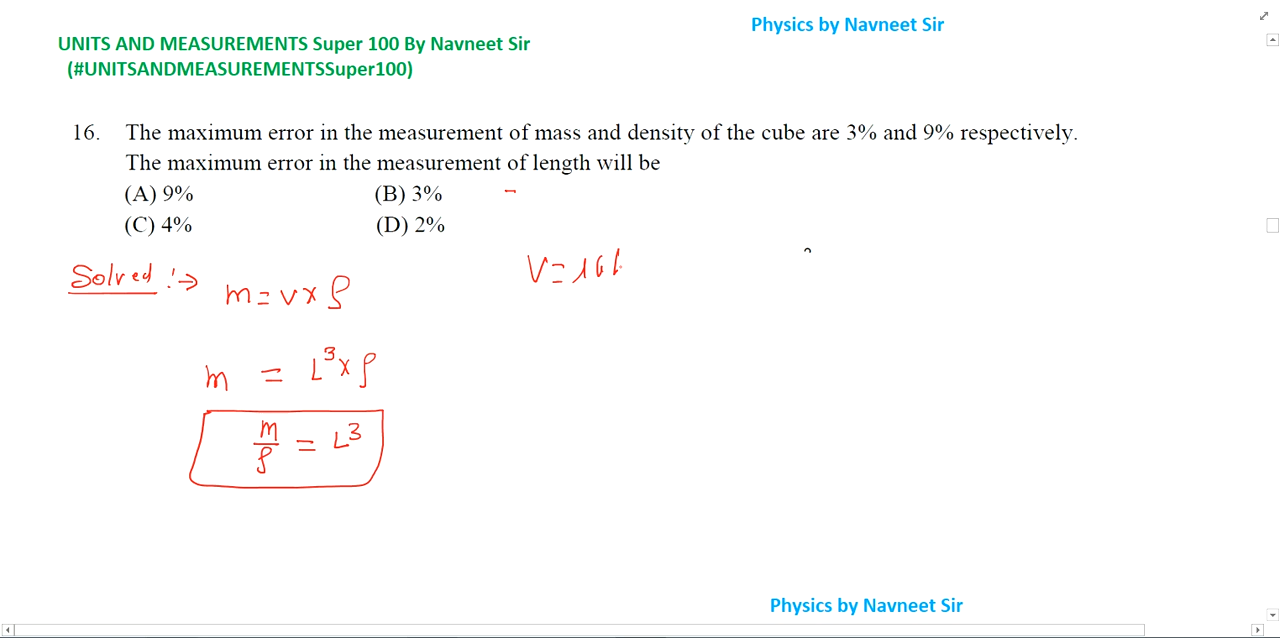 Physics by Navneet Sir
UNITS AND MEASUREMENTS Super 100 By Navneet Sir
(#UNITSANDMEASUREMENTSSuper100)
16. The maximum error in the measurement of mass and density of the cube are 3% and 9% respectively.
The maximum error in the measurement of length will be
(A) 9% (B) 3%
(C) 4% (D) 2%
Solved :→
m = v × ρ
m = L³ × ρ
m/ρ = L³
V =
Physics by Navneet Sir